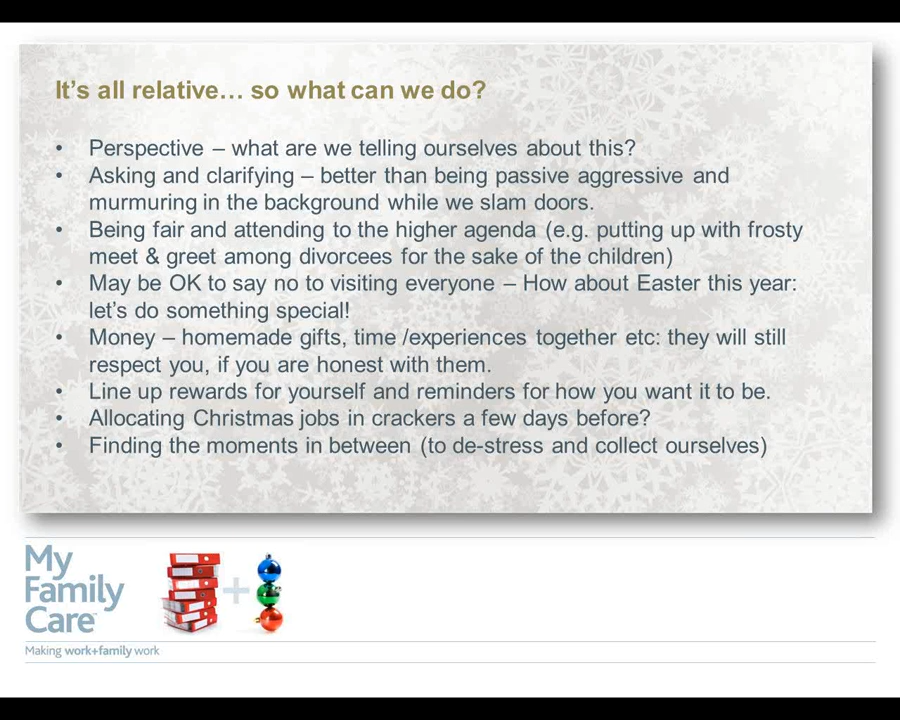 It's all relative… so what can we do?
• Perspective – what are we telling ourselves about this?
• Asking and clarifying – better than being passive aggressive and
murmuring in the background while we slam doors.
• Being fair and attending to the higher agenda (e.g. putting up with frosty
meet & greet among divorcees for the sake of the children)
• May be OK to say no to visiting everyone – How about Easter this year:
let's do something special!
• Money – homemade gifts, time /experiences together etc: they will still
respect you, if you are honest with them.
• Line up rewards for yourself and reminders for how you want it to be.
• Allocating Christmas jobs in crackers a few days before?
• Finding the moments in between (to de-stress and collect ourselves)
My
Family
Care™
+
Making work+family work